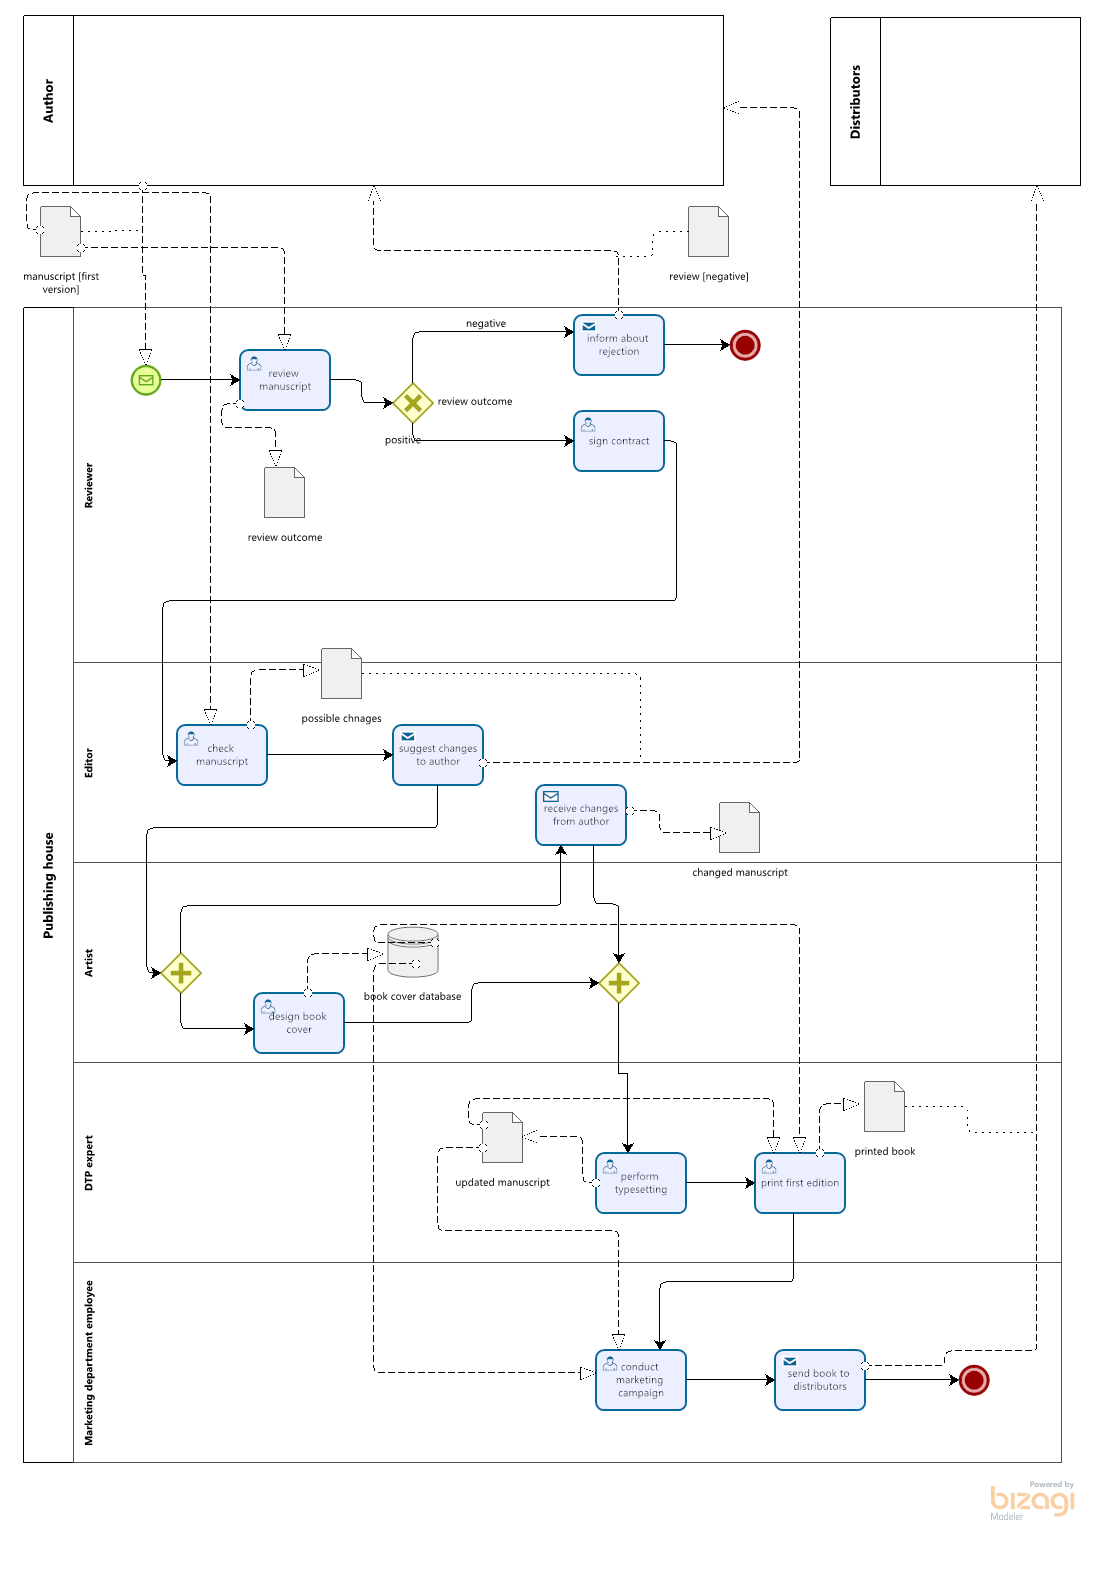 Author
Distributors
manuscript [first
version]
review [negative]
Publishing house
Reviewer
negative
inform about
rejection
review
manuscript
review outcome
positive
sign contract
review outcome
Editor
possible chnages
check
manuscript
suggest changes
to author
receive changes
from author
changed manuscript
Artist
book cover database
design book
cover
DTP expert
updated manuscript
perform
typesetting
print first edition
printed book
Marketing department employee
conduct
marketing
campaign
send book to
distributors
Powered by
bizagi
Modeler